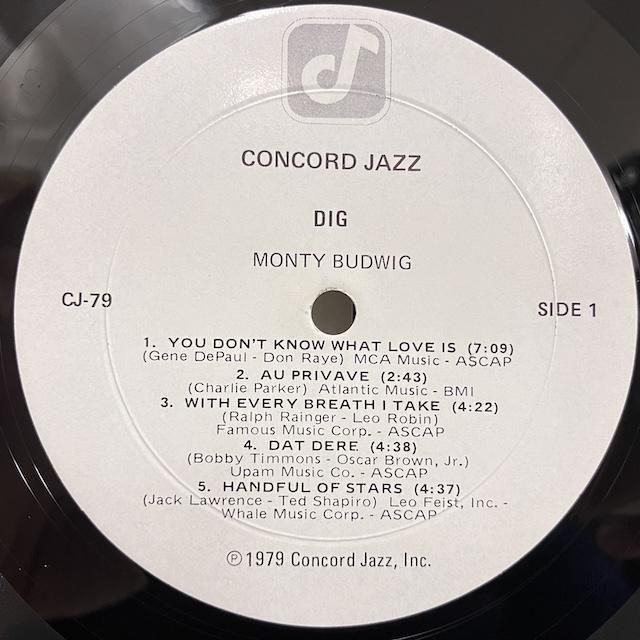 CONCORD JAZZ
DIG
MONTY BUDWIG
CJ-79
SIDE 1
1. YOU DON'T KNOW WHAT LOVE IS (7:09)
(Gene DePaul - Don Raye) MCA Music - ASCAP
2. AU PRIVAVE (2:43)
(Charlie Parker) Atlantic Music - BMI
3. WITH EVERY BREATH I TAKE (4:22)
(Ralph Rainger - Leo Robin)
Famous Music Corp. - ASCAP
4. DAT DERE (4:38)
(Bobby Timmons - Oscar Brown, Jr.)
Upam Music Co. - ASCAP
5. HANDFUL OF STARS (4:37)
(Jack Lawrence - Ted Shapiro) Leo Feist, Inc. -
Whale Music Corp. - ASCAP
℗ 1979 Concord Jazz, Inc.